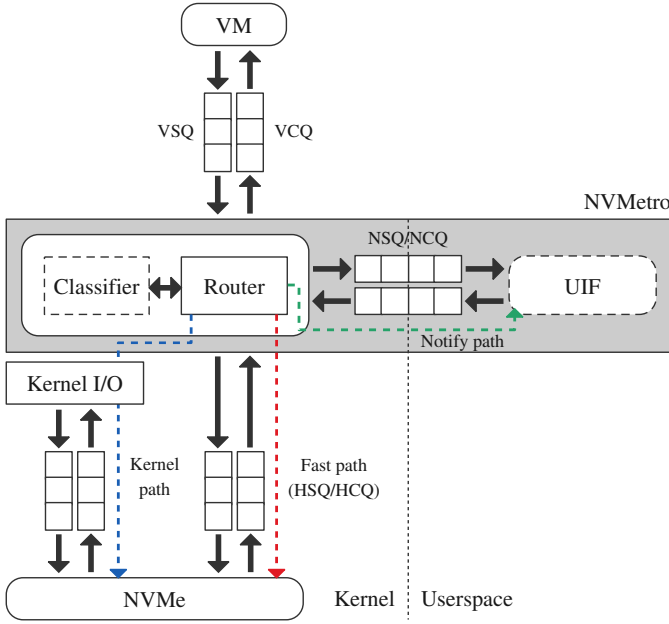 VM
VSQ
VCQ
NVMetro
NSQ/NCQ
Classifier
Router
UIF
Notify path
Kernel I/O
Kernel
path
Fast path
(HSQ/HCQ)
NVMe
Kernel
Userspace